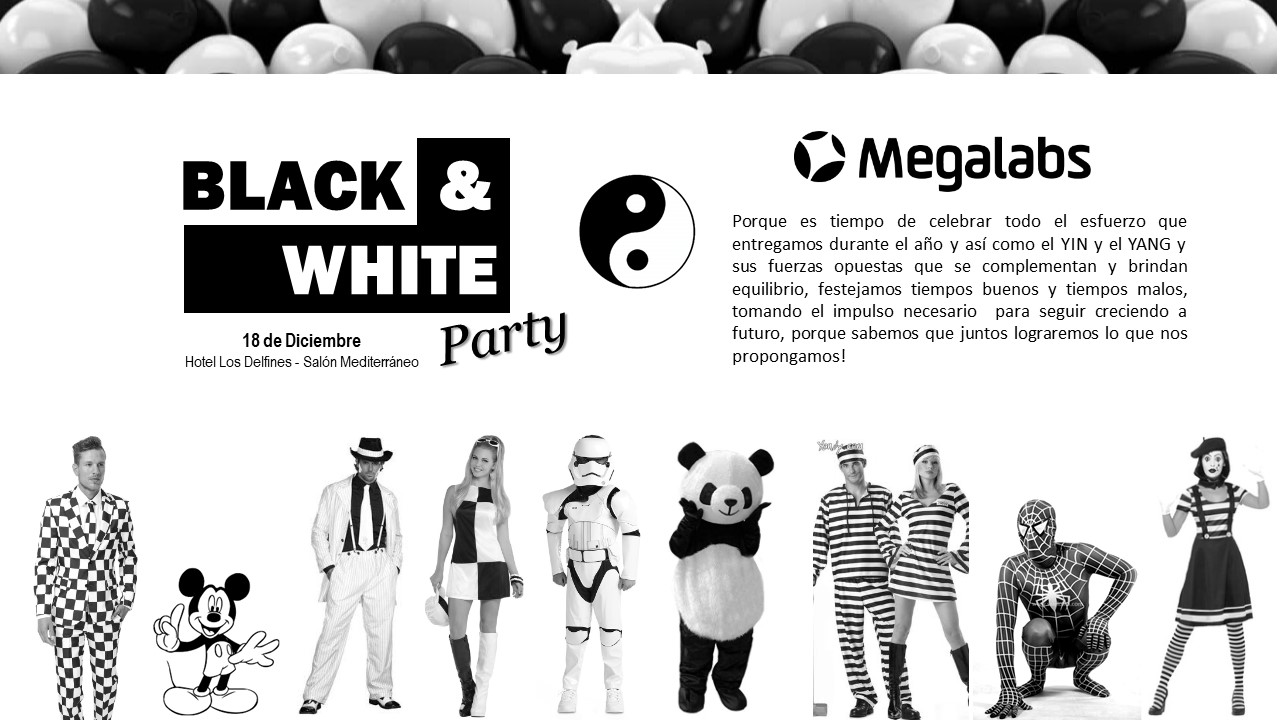 BLACK &
WHITE
Party
18 de Diciembre
Hotel Los Delfines - Salón Mediterráneo
Megalabs
Porque es tiempo de celebrar todo el esfuerzo que
entregamos durante el año y así como el YIN y el YANG y
sus fuerzas opuestas que se complementan y brindan
equilibrio, festejamos tiempos buenos y tiempos malos,
tomando el impulso necesario para seguir creciendo a
futuro, porque sabemos que juntos lograremos lo que nos
propongamos!